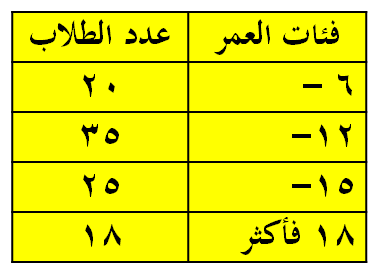 فئات العمر عدد الطلاب
٦ – ٢٠
١٢– ٣٥
١٥– ٢٥
١٨ فأكثر ١٨